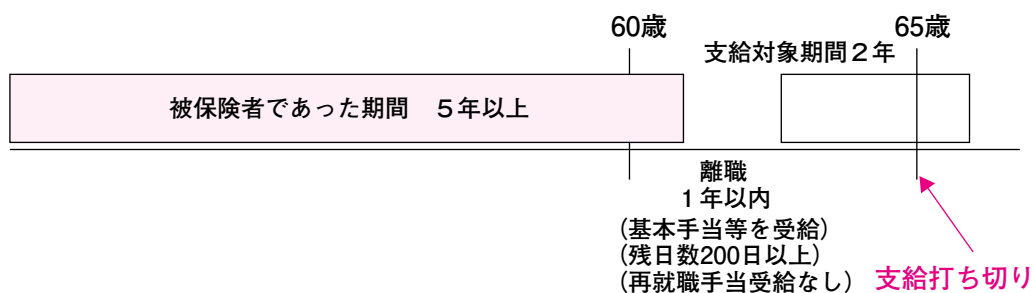 60歳
65歳
支給対象期間２年
被保険者であった期間　５年以上
離職
１年以内
(基本手当等を受給)
(残日数200日以上)
(再就職手当受給なし)
支給打ち切り